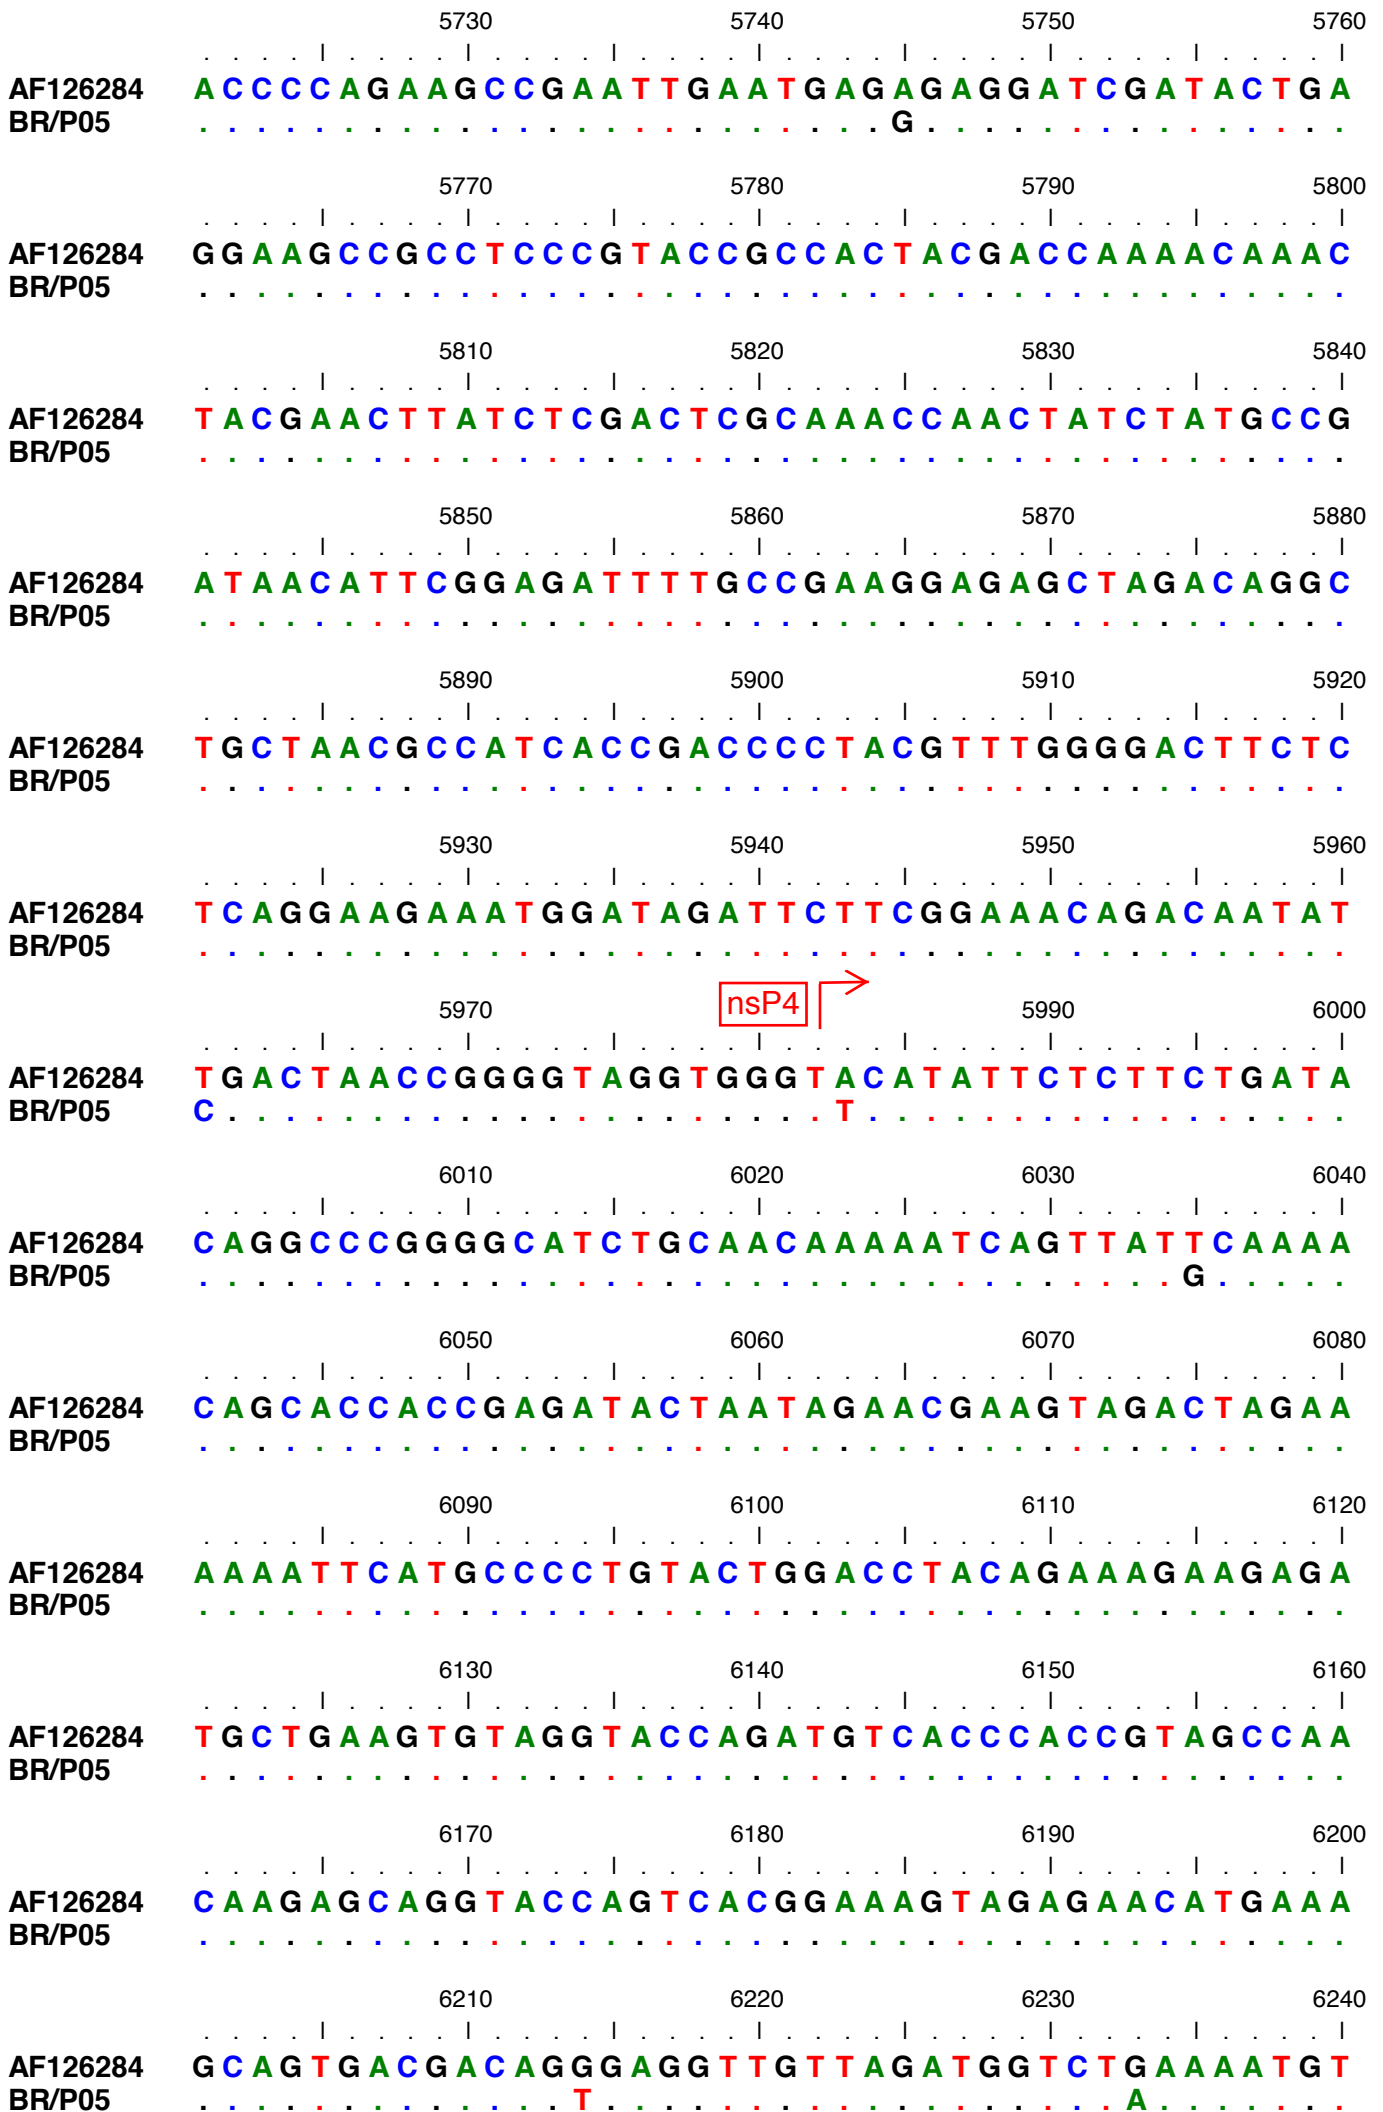 5730 5740 5750 5760
. . . . | . . . . | . . . . | . . . . | . . . . | . . . . | . . . . | . . . . |
AF126284 ACCCCAGAAGCCGAATTGAATGAGAGAGGATCGATACTGA
BR/P05 . . . . . . . . . . . . . . . . . . . . . . . . G . . . . . . . . . . . . . . .
5770 5780 5790 5800
. . . . | . . . . | . . . . | . . . . | . . . . | . . . . | . . . . | . . . . |
AF126284 GGAAGCCGCCTCCCGTACCGCCACTACGACCAAAACAAAC
BR/P05 . . . . . . . . . . . . . . . . . . . . . . . . . . . . . . . . . . . . . . . .
5810 5820 5830 5840
. . . . | . . . . | . . . . | . . . . | . . . . | . . . . | . . . . | . . . . |
AF126284 TACGAACTTATCTCGACTCGCAAACCAACTATCTATGCCG
BR/P05 . . . . . . . . . . . . . . . . . . . . . . . . . . . . . . . . . . . . . . . .
5850 5860 5870 5880
. . . . | . . . . | . . . . | . . . . | . . . . | . . . . | . . . . | . . . . |
AF126284 ATAACATTCGGAGATTTTGCCGAAGGAGAGCTAGACAGGC
BR/P05 . . . . . . . . . . . . . . . . . . . . . . . . . . . . . . . . . . . . . . . .
5890 5900 5910 5920
. . . . | . . . . | . . . . | . . . . | . . . . | . . . . | . . . . | . . . . |
AF126284 TGCTAACGCCATCACCGACCCCTACGTTTGGGGACTTCTC
BR/P05 . . . . . . . . . . . . . . . . . . . . . . . . . . . . . . . . . . . . . . . .
5930 5940 5950 5960
. . . . | . . . . | . . . . | . . . . | . . . . | . . . . | . . . . | . . . . |
AF126284 TCAGGAAGAAATGGATAGATTCTTCGGAAACAGACAATAT
BR/P05 . . . . . . . . . . . . . . . . . . . . . . . . . . . . . . . . . . . . . . . .
5970 nsP4 5990 6000
. . . . | . . . . | . . . . | . . . . | . . . . | . . . . | . . . . | . . . . |
AF126284 TGACTAACCGGGGTAGGTGGGTACATATTCTCTTCTGATA
BR/P05 C . . . . . . . . . . . . . . . . . . . . . T . . . . . . . . . . . . . . . . .
6010 6020 6030 6040
. . . . | . . . . | . . . . | . . . . | . . . . | . . . . | . . . . | . . . . |
AF126284 CAGGCCCGGGGCATCTGCAACAAAAATCAGTTATTCAAAA
BR/P05 . . . . . . . . . . . . . . . . . . . . . . . . . . . . . . . . . . G . . . . .
6050 6060 6070 6080
. . . . | . . . . | . . . . | . . . . | . . . . | . . . . | . . . . | . . . . |
AF126284 CAGCACCACCGAGATACTAATAGAACGAAGTAGACTAGAA
BR/P05 . . . . . . . . . . . . . . . . . . . . . . . . . . . . . . . . . . . . . . . .
6090 6100 6110 6120
. . . . | . . . . | . . . . | . . . . | . . . . | . . . . | . . . . | . . . . |
AF126284 AAAATTCATGCCCCTGTACTGGACCTACAGAAAGAAGAGA
BR/P05 . . . . . . . . . . . . . . . . . . . . . . . . . . . . . . . . . . . . . . . .
6130 6140 6150 6160
. . . . | . . . . | . . . . | . . . . | . . . . | . . . . | . . . . | . . . . |
AF126284 TGCTGAAGTGTAGGTACCAGATGTCACCCACCGTAGCCAA
BR/P05 . . . . . . . . . . . . . . . . . . . . . . . . . . . . . . . . . . . . . . . .
6170 6180 6190 6200
. . . . | . . . . | . . . . | . . . . | . . . . | . . . . | . . . . | . . . . |
AF126284 CAAGAGCAGGTACCAGTCACGGAAAGTAGAGAACATGAAA
BR/P05 . . . . . . . . . . . . . . . . . . . . . . . . . . . . . . . . . . . . . . . .
6210 6220 6230 6240
. . . . | . . . . | . . . . | . . . . | . . . . | . . . . | . . . . | . . . . |
AF126284 GCAGTGACGACAGGGAGGTTGTTAGATGGTCTGAAAATGT
BR/P05 . . . . . . . . . . . . . T . . . . . . . . . . . . . . . . . . A . . . . . . .